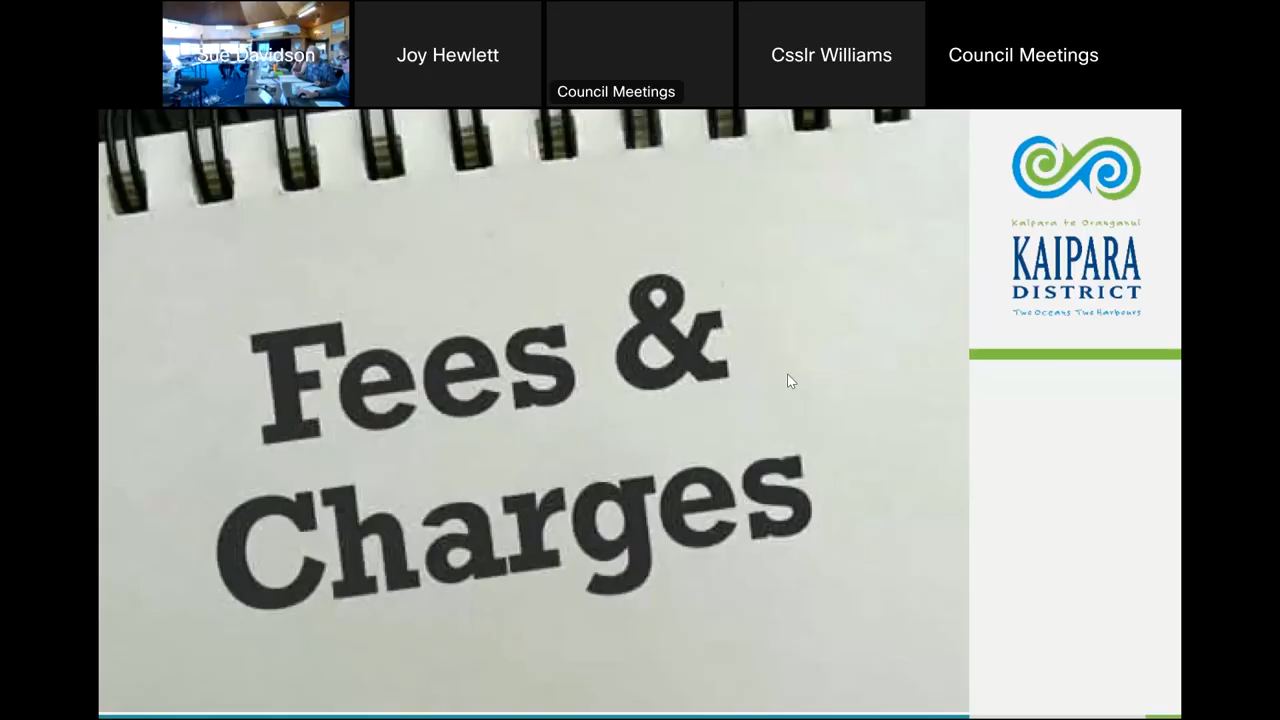 Sue Davidson
Joy Hewlett
Council Meetings
Csslr Williams
Council Meetings
Kaipara te Oranganui
KAIPARA
DISTRICT
Two Oceans Two Harbours
Fees &
Charges